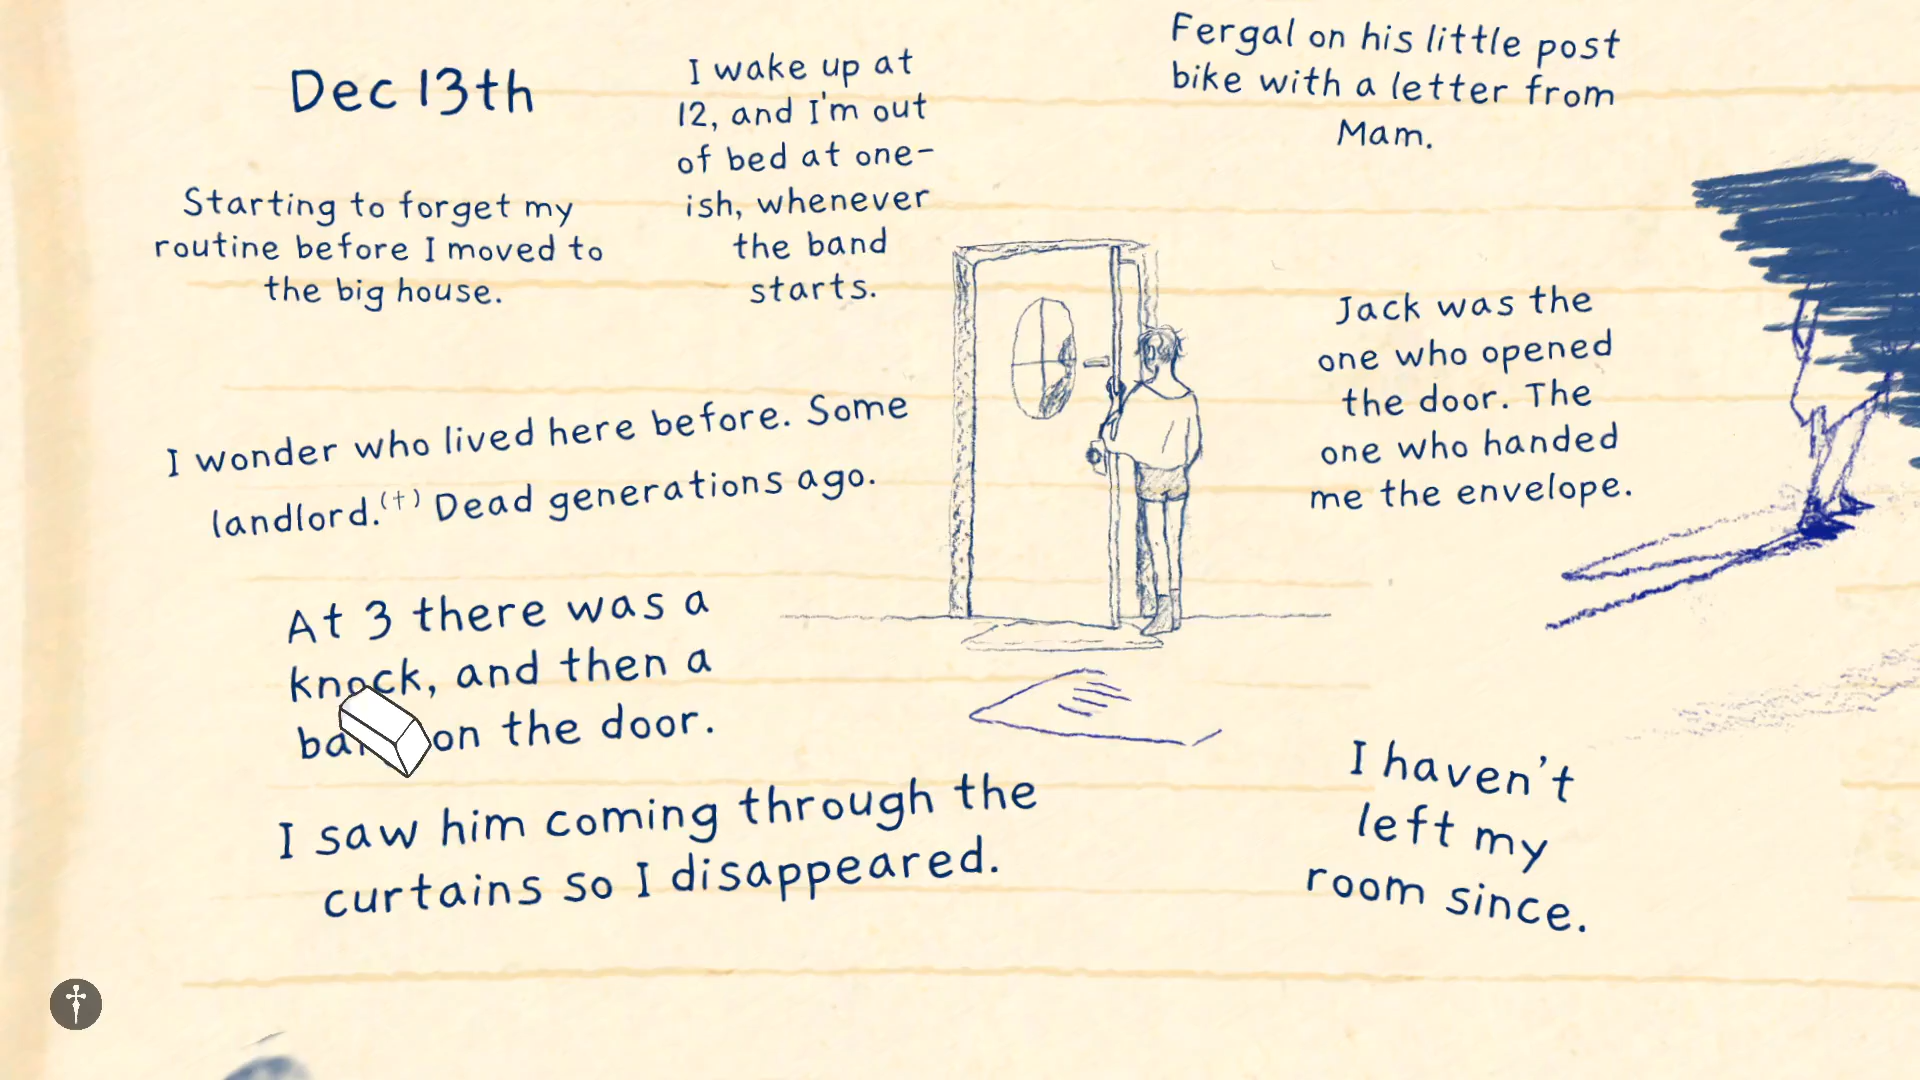 Dec 13th
Starting to forget my
routine before I moved to
the big house.
I wake up at
12, and I'm out
of bed at one-
ish, whenever
the band
starts.
I wonder who lived here before. Some
landlord.(†) Dead generations ago.
At 3 there was a
knock, and then a
on the door.
I saw him coming through the
curtains so I disappeared.
Fergal on his little post
bike with a letter from
Mam.
Jack was the
one who opened
the door. The
one who handed
me the envelope.
I haven't
left my
room since.